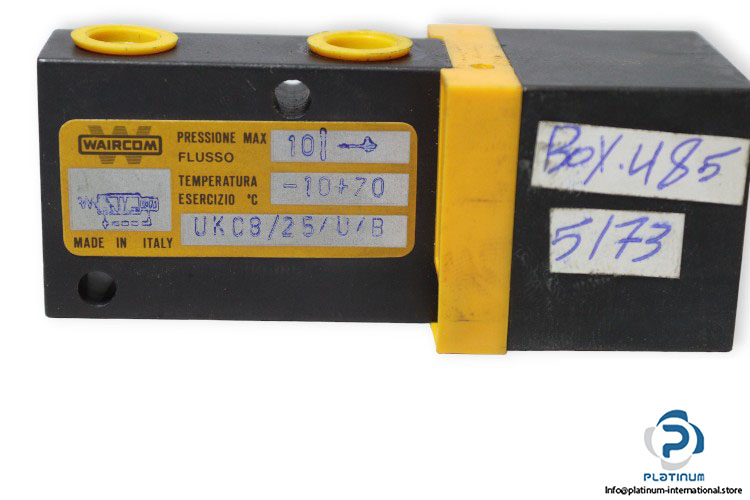 WAIRCOM
PRESSIONE MAX 10
FLUSSO
TEMPERATURA
ESERCIZIO °C -10+70
MADE IN ITALY
UKC8/25/U/B
BOX.485
5173
PLATINUM
Info@platinum-international.store